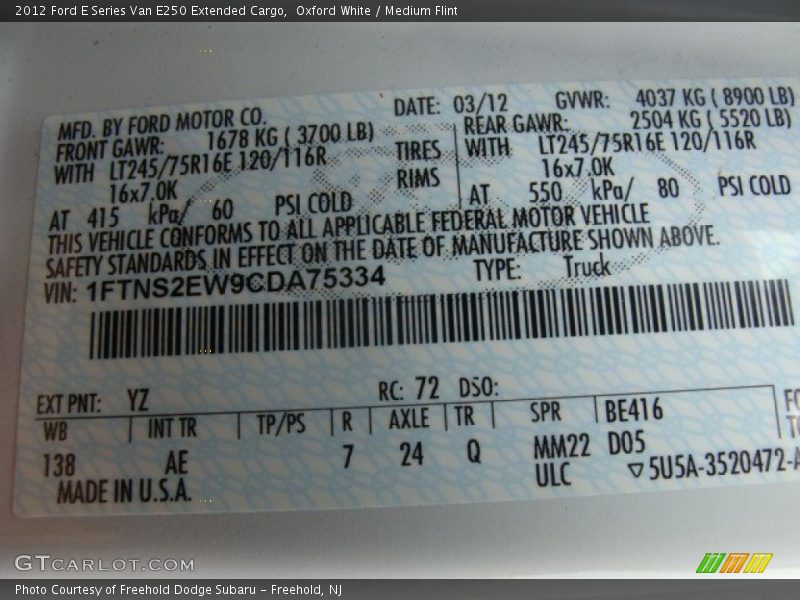 2012 Ford E Series Van E250 Extended Cargo,  Oxford White / Medium Flint
MFD. BY FORD MOTOR CO. DATE: 03/12 GVWR: 4037 KG ( 8900 LB)
FRONT GAWR: 1678 KG ( 3700 LB) REAR GAWR: 2504 KG ( 5520 LB)
WITH LT245/75R16E 120/116R TIRES WITH LT245/75R16E 120/116R
16x7.0K RIMS 16x7.0K
AT 415 kPa/ 60 PSI COLD AT 550 kPa/ 80 PSI COLD
THIS VEHICLE CONFORMS TO ALL APPLICABLE FEDERAL MOTOR VEHICLE
SAFETY STANDARDS IN EFFECT ON THE DATE OF MANUFACTURE SHOWN ABOVE.
VIN: 1FTNS2EW9CDA75334 TYPE: Truck
EXT PNT: YZ RC: 72 DSO:
WB INT TR TP/PS R AXLE TR SPR BE416
138 AE 7 24 Q MM22 D05
MADE IN U.S.A. ULC ▽5U5A-3520472-A
GTCARLOT.COM
Photo Courtesy of Freehold Dodge Subaru – Freehold, NJ